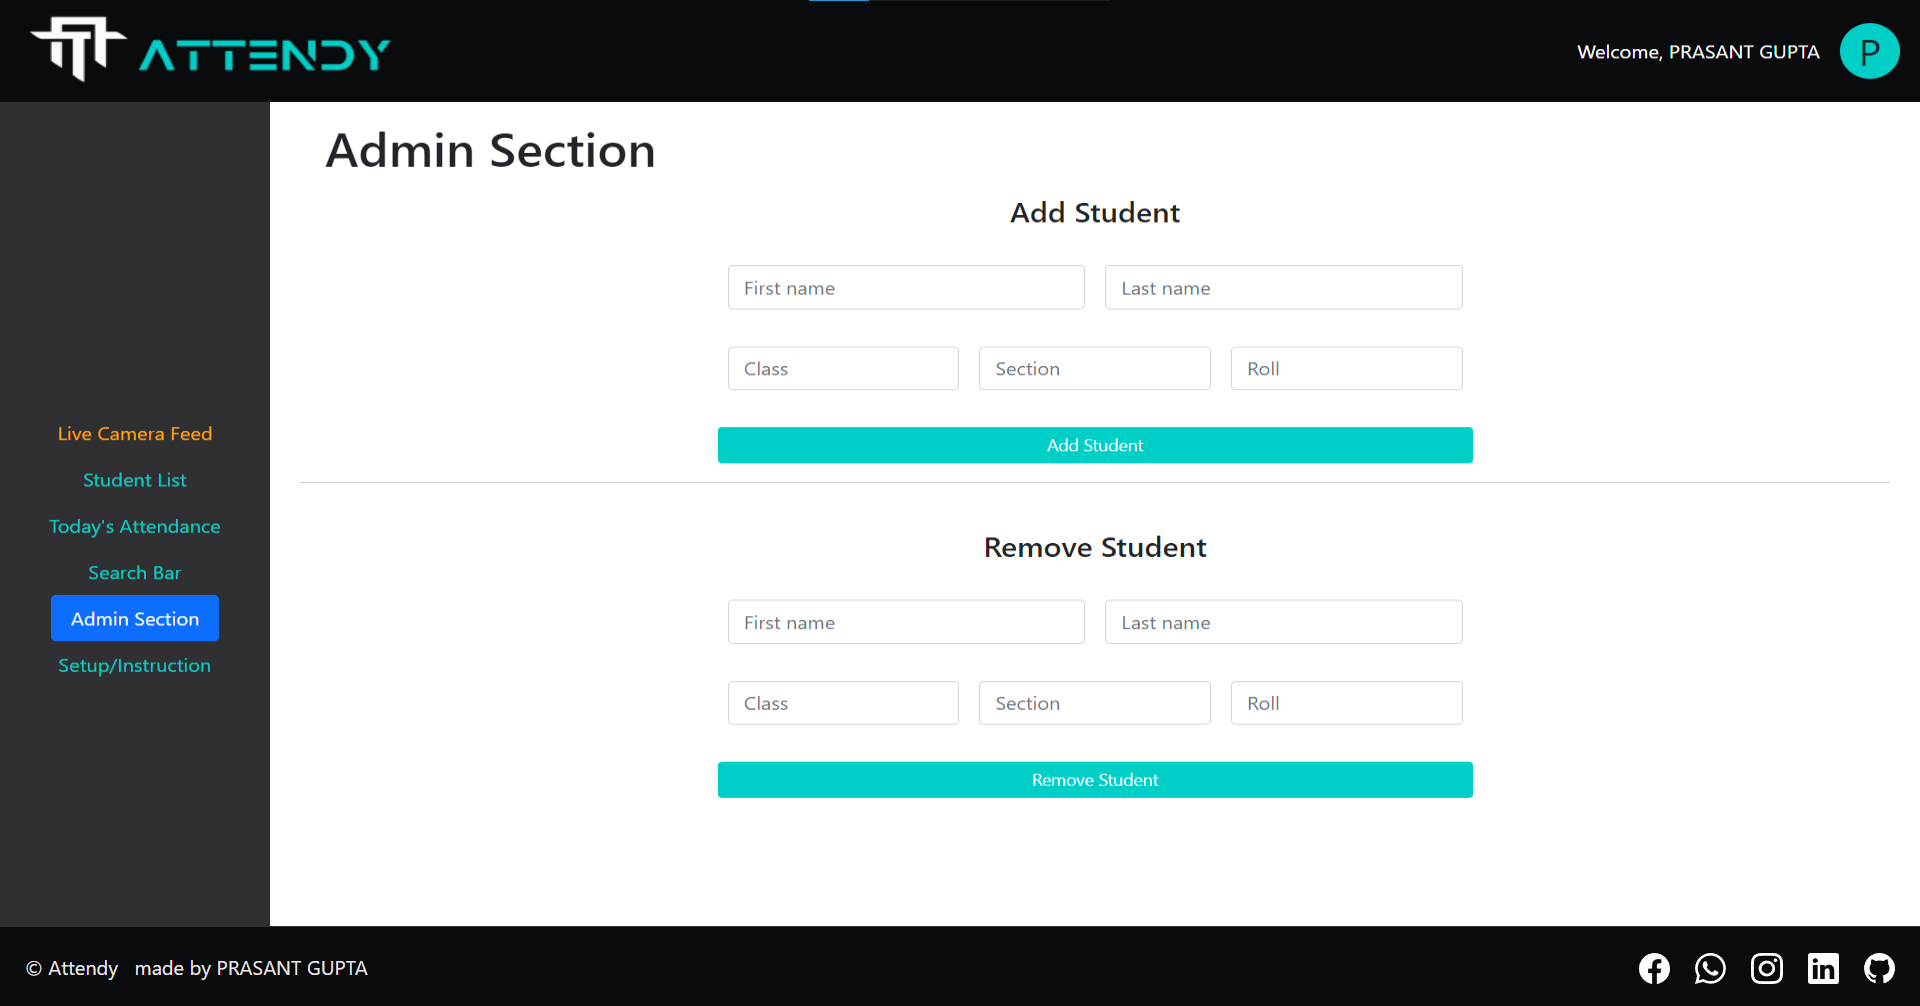 ATTENDY
Welcome, PRASANT GUPTA
P
Admin Section
Add Student
First name
Last name
Class
Section
Roll
Add Student
Live Camera Feed
Student List
Today's Attendance
Search Bar
Admin Section
Setup/Instruction
Remove Student
First name
Last name
Class
Section
Roll
Remove Student
© Attendy made by PRASANT GUPTA